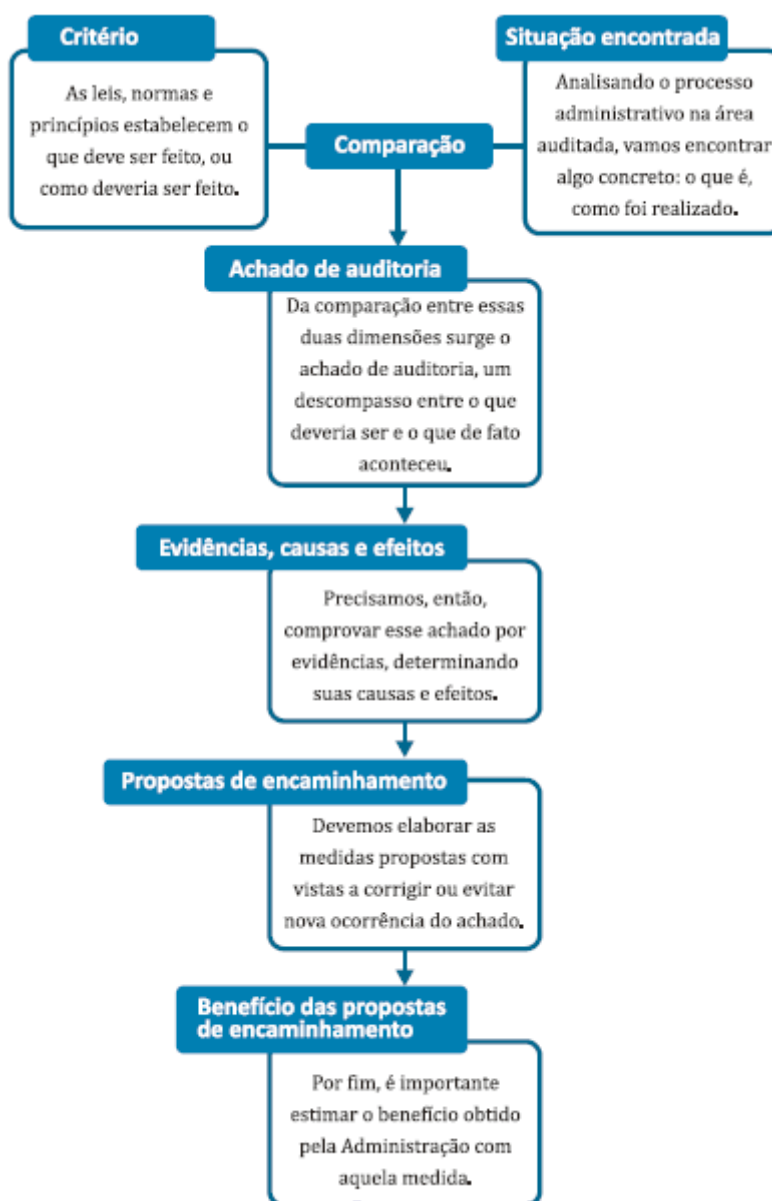 Critério
As leis, normas e
princípios estabelecem o
que deve ser feito, ou
como deveria ser feito.
Situação encontrada
Analisando o processo
administrativo na área
auditada, vamos encontrar
algo concreto: o que é,
como foi realizado.
Comparação
Achado de auditoria
Da comparação entre essas
duas dimensões surge o
achado de auditoria, um
descompasso entre o que
deveria ser e o que de fato
aconteceu.
Evidências, causas e efeitos
Precisamos, então,
comprovar esse achado por
evidências, determinando
suas causas e efeitos.
Propostas de encaminhamento
Devemos elaborar as
medidas propostas com
vistas a corrigir ou evitar
nova ocorrência do achado.
Benefício das propostas
de encaminhamento
Por fim, é importante
estimar o benefício obtido
pela Administração com
aquela medida.